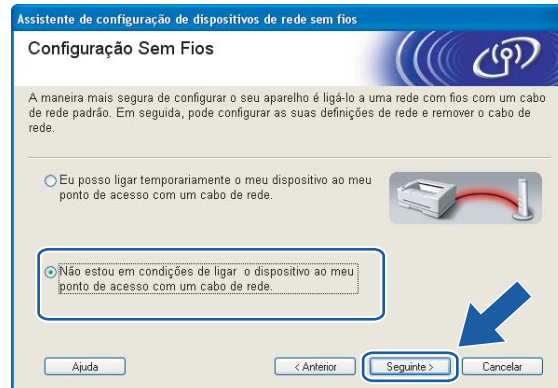 Assistente de configuração de dispositivos de rede sem fios
Configuração Sem Fios
A maneira mais segura de configurar o seu aparelho é ligá-lo a uma rede com fios com um cabo
de rede padrão. Em seguida, pode configurar as suas definições de rede e remover o cabo de
rede.
Eu posso ligar temporariamente o meu dispositivo ao meu
ponto de acesso com um cabo de rede.
Não estou em condições de ligar o dispositivo ao meu
ponto de acesso com um cabo de rede.
Ajuda
< Anterior
Seguinte >
Cancelar